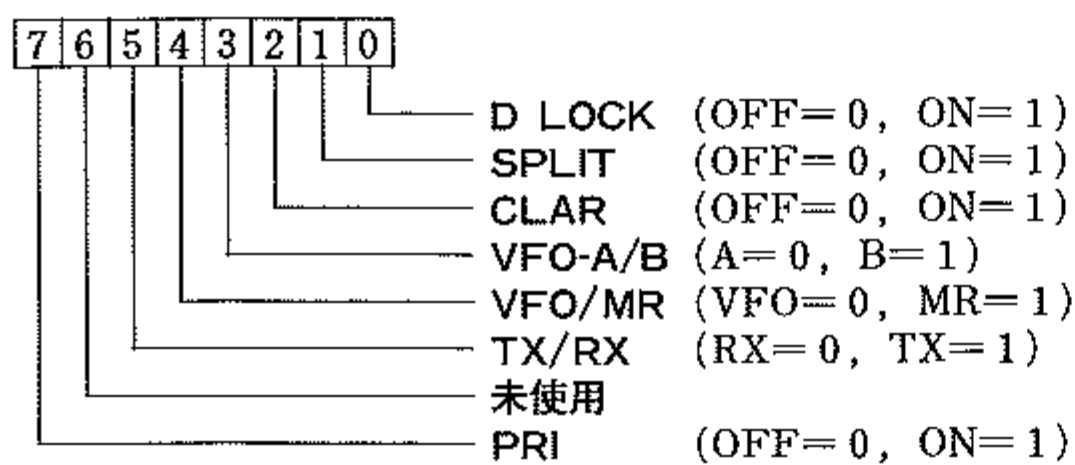 7 6 5 4 3 2 1 0
D LOCK (OFF=0, ON=1)
SPLIT (OFF=0, ON=1)
CLAR (OFF=0, ON=1)
VFO-A/B (A=0, B=1)
VFO/MR (VFO=0, MR=1)
TX/RX (RX=0, TX=1)
未使用
PRI (OFF=0, ON=1)